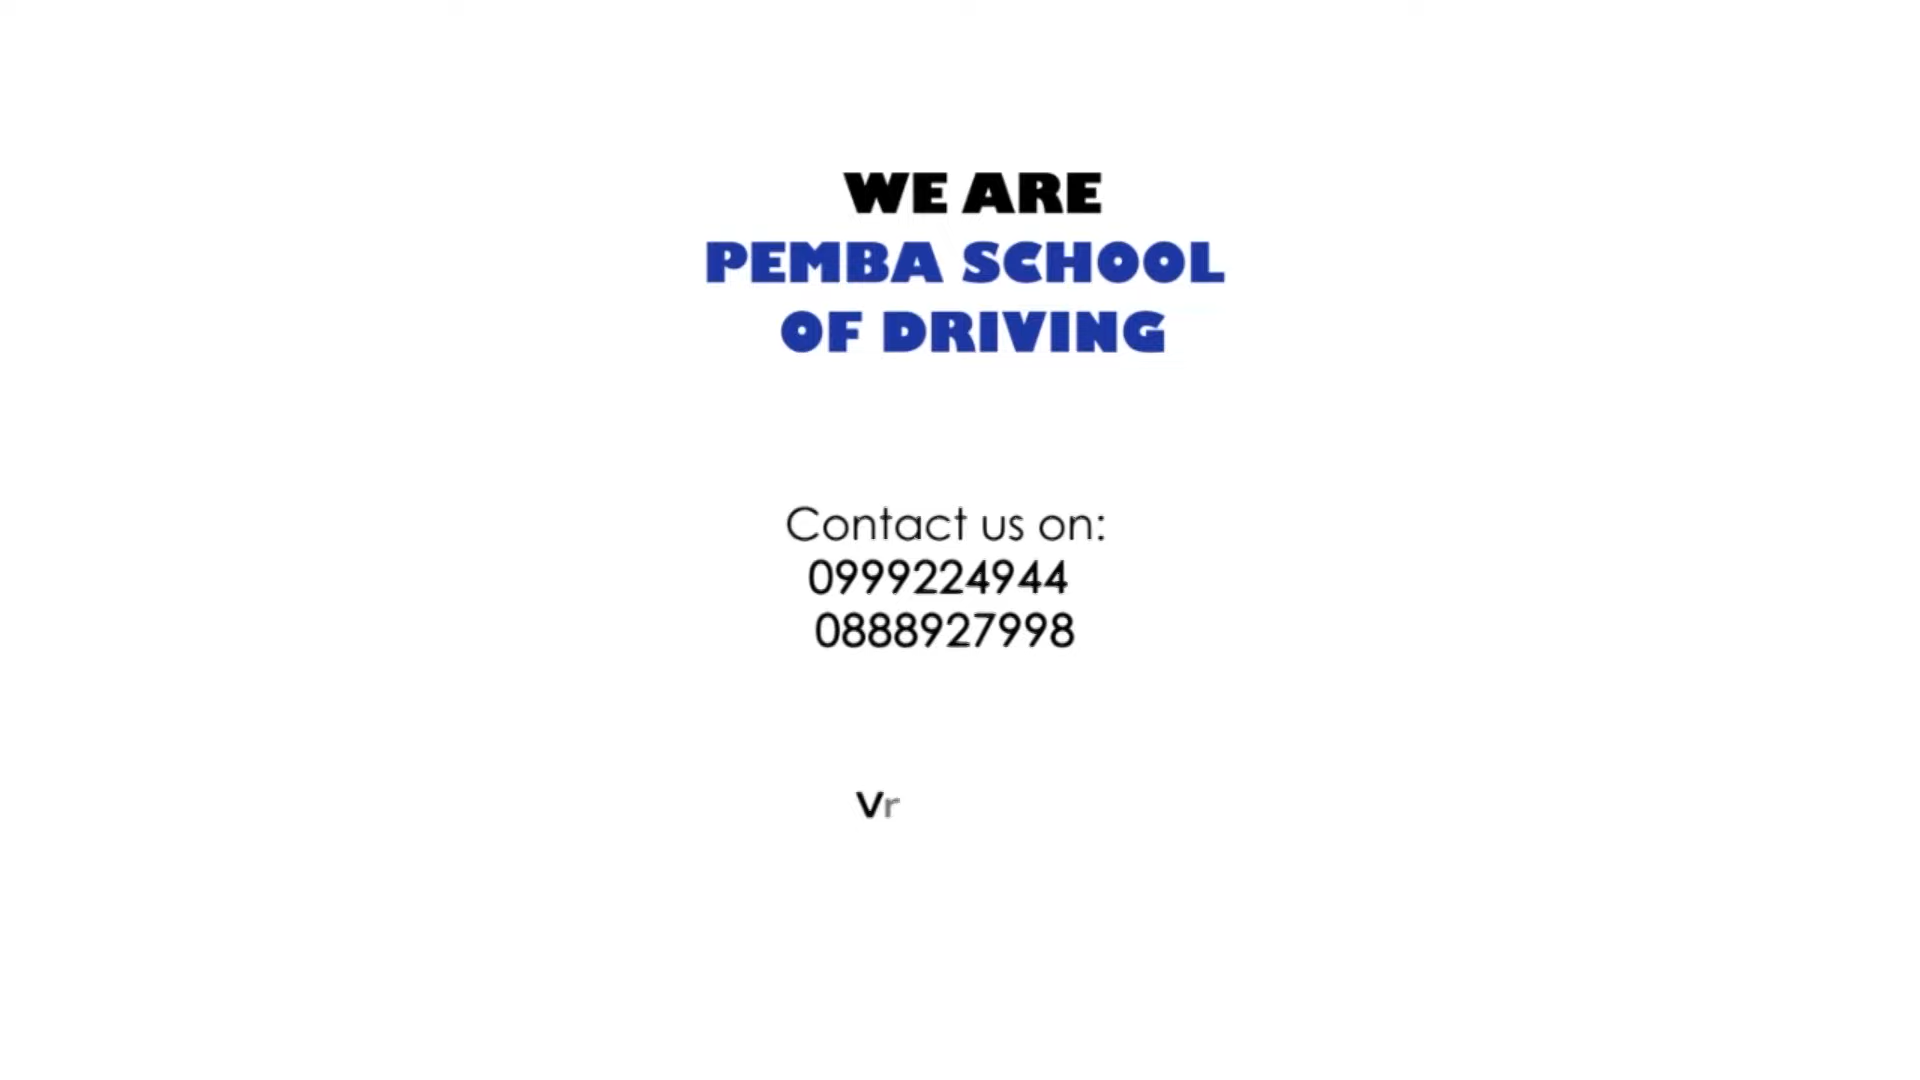 WE ARE
PEMBA SCHOOL
OF DRIVING
Contact us on:
0999224944
0888927998
Vr